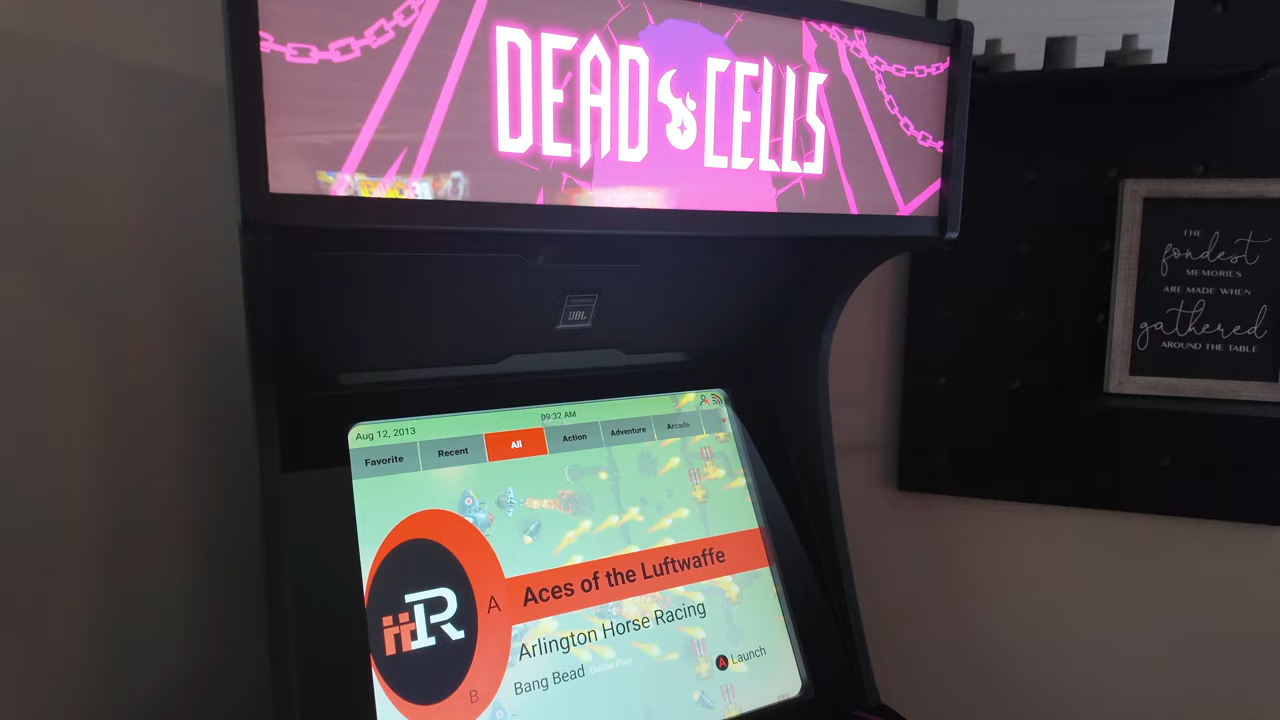 DEAD CELLS
JBL
THE
fondest
MEMORIES
ARE MADE WHEN
gathered
AROUND THE TABLE
Aug 12, 2013
09:32 AM
Favorite
Recent
All
Action
Adventure
Arcade
iiR
A
Aces of the Luftwaffe
Arlington Horse Racing
Bang Bead Online Play
B
A Launch